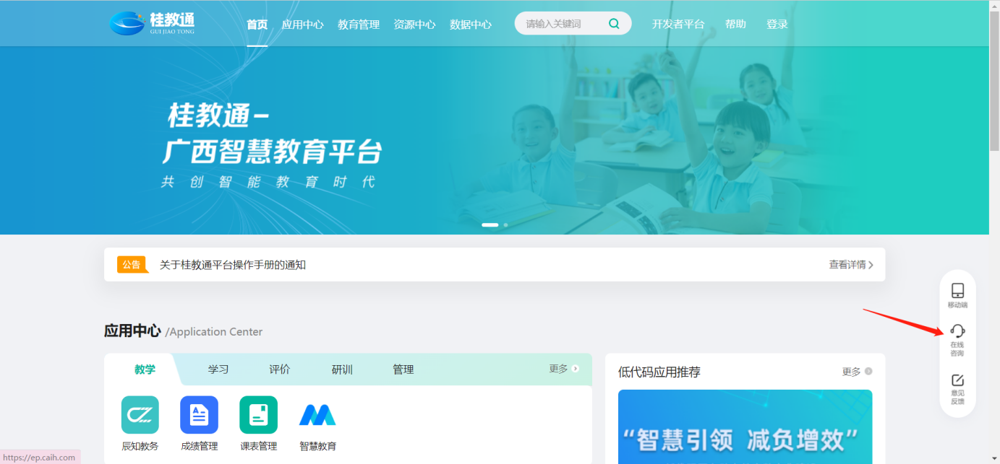 桂教通
GUI JIAO TONG
首页 应用中心 教育管理 资源中心 数据中心 请输入关键词 开发者平台 帮助 登录
桂教通–
广西智慧教育平台
共创智能教育时代
公告 关于桂教通平台操作手册的通知 查看详情
移动端
在线
咨询
意见
反馈
应用中心 /Application Center
教学 学习 评价 研训 管理 更多
辰知教务 成绩管理 课表管理 智慧教育
低代码应用推荐 更多
“智慧引领 减负增效”
https://ep.caih.com